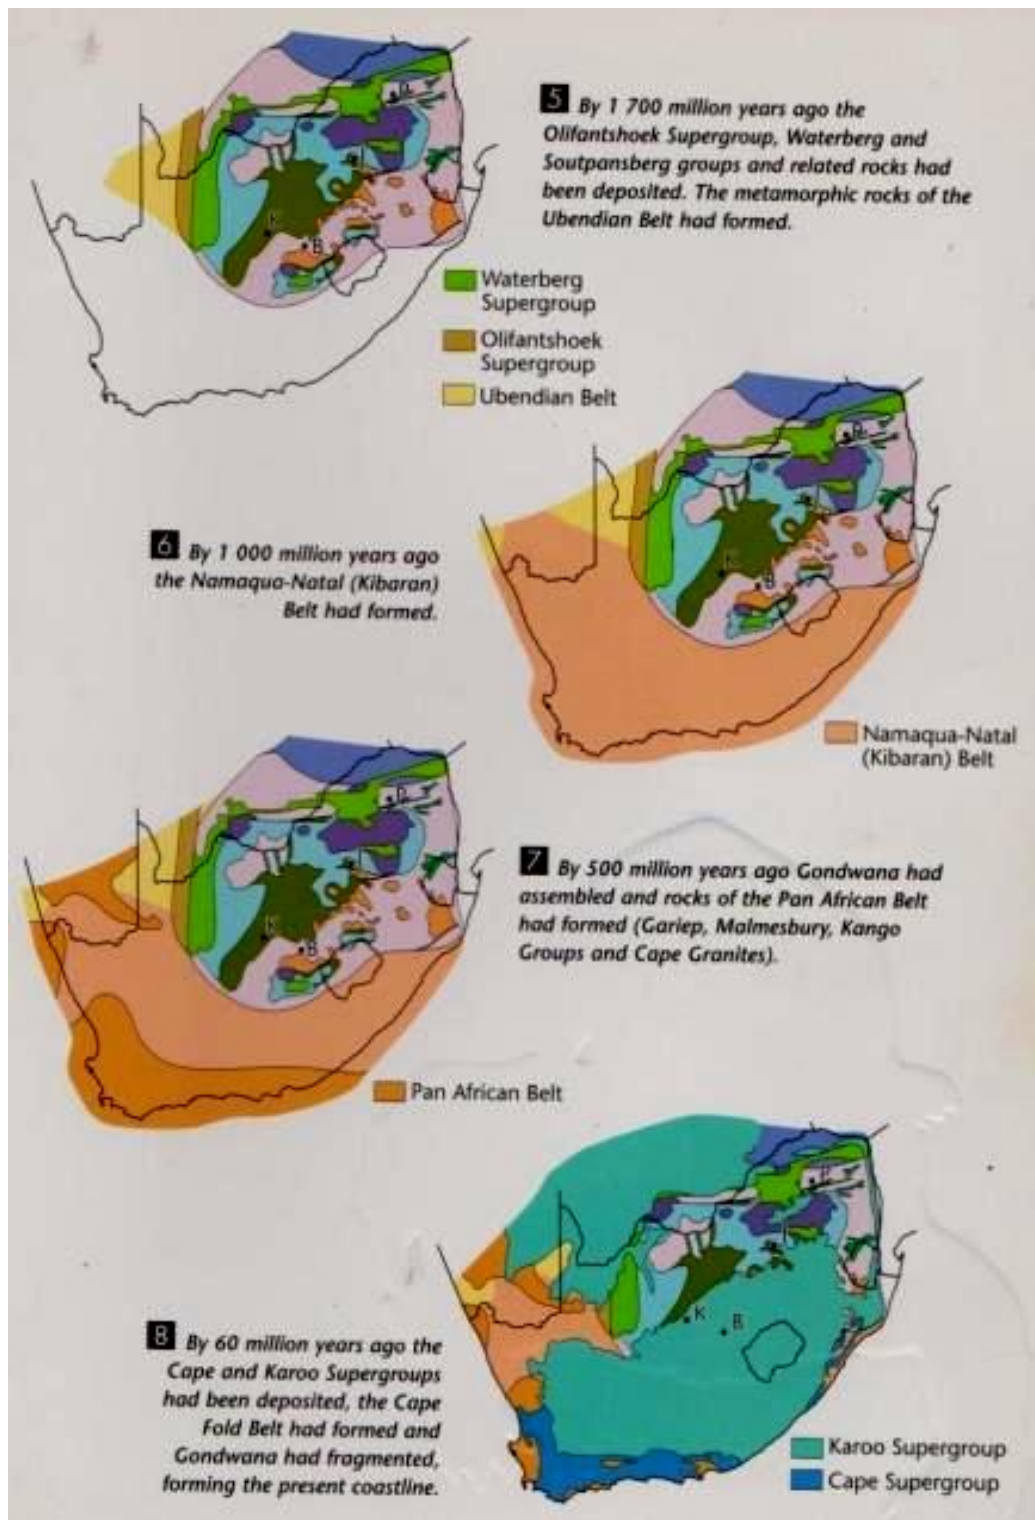 5 By 1 700 million years ago the
Olifantshoek Supergroup, Waterberg and
Soutpansberg groups and related rocks had
been deposited. The metamorphic rocks of the
Ubendian Belt had formed.
K
B
Waterberg
Supergroup
Olifantshoek
Supergroup
Ubendian Belt
6 By 1 000 million years ago
the Namaqua-Natal (Kibaran)
Belt had formed.
K
B
Namaqua-Natal
(Kibaran) Belt
7 By 500 million years ago Gondwana had
assembled and rocks of the Pan African Belt
had formed (Gariep, Malmesbury, Kango
Groups and Cape Granites).
K
B
Pan African Belt
8 By 60 million years ago the
Cape and Karoo Supergroups
had been deposited, the Cape
Fold Belt had formed and
Gondwana had fragmented,
forming the present coastline.
K
B
Karoo Supergroup
Cape Supergroup